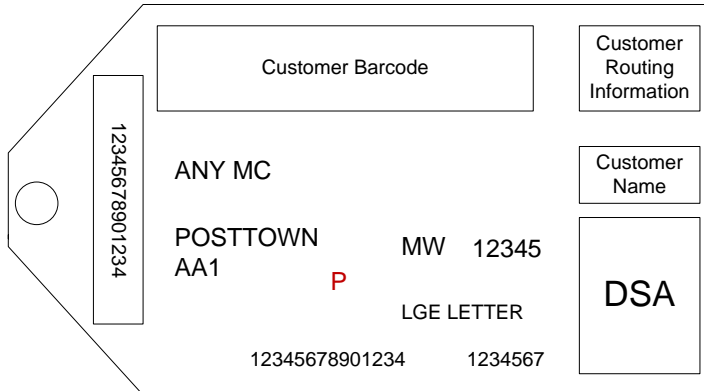 Customer Barcode
Customer
Routing
Information
12345678901234
ANY MC
Customer
Name
POSTTOWN
AA1
MW 12345
P
DSA
LGE LETTER
12345678901234 1234567